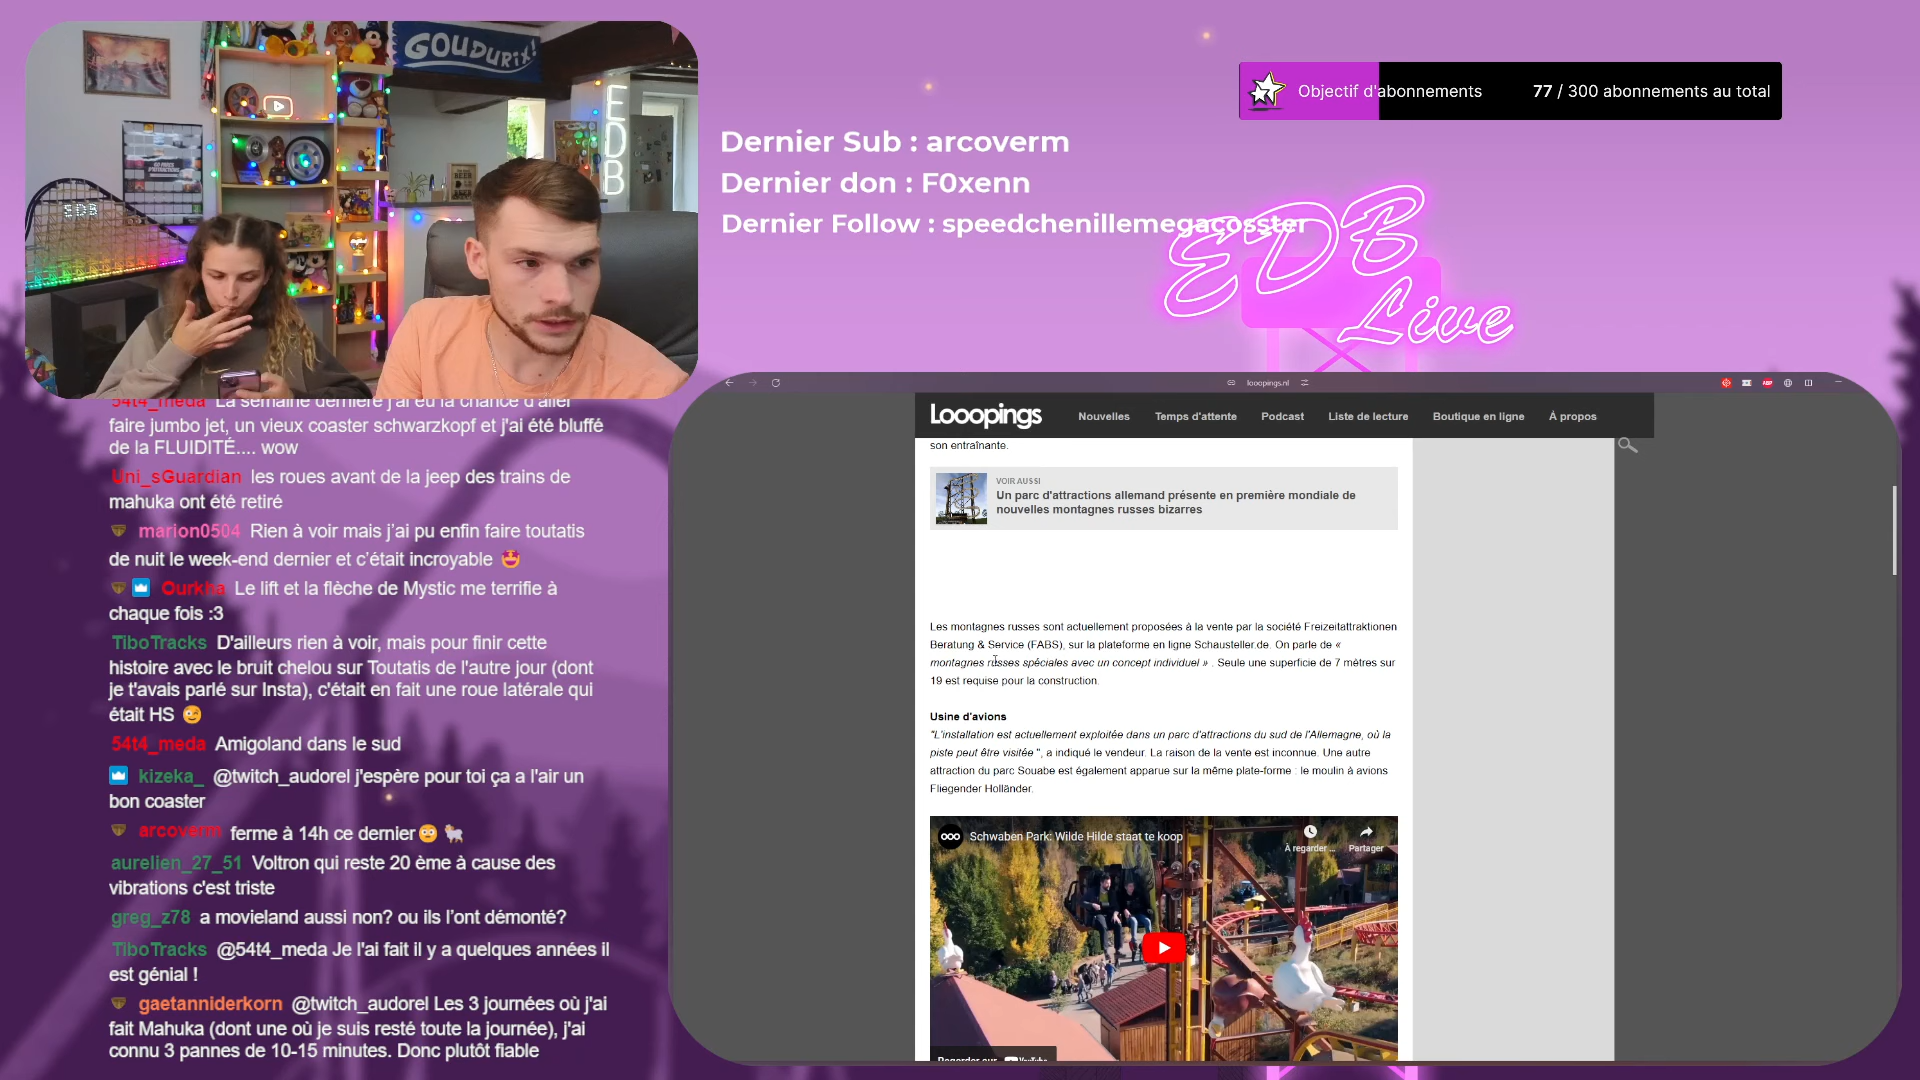 GOUDURIX!
EDB
EDB
Objectif d'abonnements
77 / 300 abonnements au total
Dernier Sub : arcoverm
Dernier don : F0xenn
Dernier Follow : speedchenillemegacosster
EDB
Live
54t4_meda La semaine dernière j'ai eu la chance d'aller
faire jumbo jet, un vieux coaster schwarzkopf et j'ai été bluffé
de la FLUIDITÉ.... wow
Uni_sGuardian les roues avant de la jeep des trains de
mahuka ont été retiré
marion0504 Rien à voir mais j'ai pu enfin faire toutatis
de nuit le week-end dernier et c'était incroyable 🤩
Ourkha Le lift et la flèche de Mystic me terrifie à
chaque fois :3
TiboTracks D'ailleurs rien à voir, mais pour finir cette
histoire avec le bruit chelou sur Toutatis de l'autre jour (dont
je t'avais parlé sur Insta), c'était en fait une roue latérale qui
était HS 😉
54t4_meda Amigoland dans le sud
kizeka_ @twitch_audorel j'espère pour toi ça a l'air un
bon coaster
arcoverm ferme à 14h ce dernier😳 🐑
aurelien_27_51 Voltron qui reste 20 ème à cause des
vibrations c'est triste
greg_z78 a movieland aussi non? ou ils l'ont démonté?
TiboTracks @54t4_meda Je l'ai fait il y a quelques années il
est génial !
gaetanniderkorn @twitch_audorel Les 3 journées où j'ai
fait Mahuka (dont une où je suis resté toute la journée), j'ai
connu 3 pannes de 10-15 minutes. Donc plutôt fiable
looopings.nl
ABP
Looopings
Nouvelles Temps d'attente Podcast Liste de lecture Boutique en ligne À propos
son entraînante.
VOIR AUSSI
Un parc d'attractions allemand présente en première mondiale de
nouvelles montagnes russes bizarres
Les montagnes russes sont actuellement proposées à la vente par la société Freizeitattraktionen
Beratung & Service (FABS), sur la plateforme en ligne Schausteller.de. On parle de «
montagnes russes spéciales avec un concept individuel » . Seule une superficie de 7 mètres sur
19 est requise pour la construction.
Usine d'avions
"L'installation est actuellement exploitée dans un parc d'attractions du sud de l'Allemagne, où la
piste peut être visitée ", a indiqué le vendeur. La raison de la vente est inconnue. Une autre
attraction du parc Souabe est également apparue sur la même plate-forme : le moulin à avions
Fliegender Holländer.
Schwaben Park: Wilde Hilde staat te koop
À regarder ...
Partager
Regarder sur YouTube